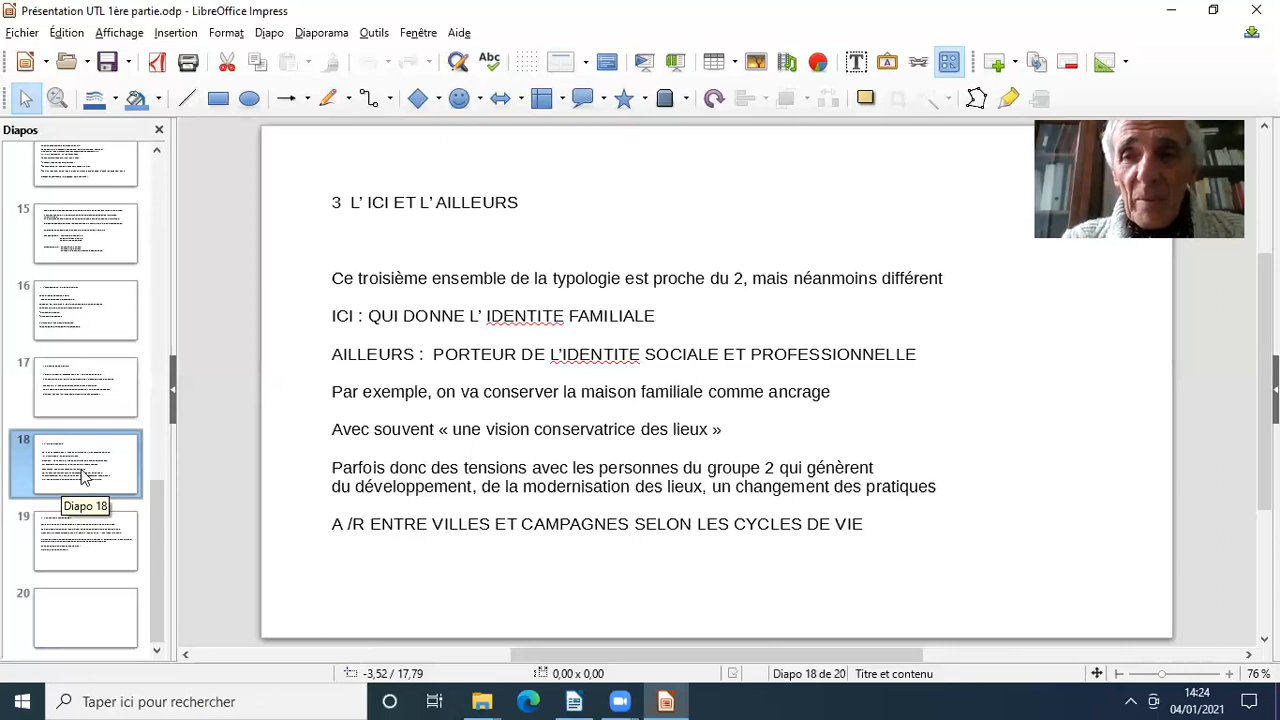 Présentation UTL 1ère partie.odp - LibreOffice Impress
Fichier Édition Affichage Insertion Format Diapo Diaporama Outils Fenêtre Aide
Diapos
15
16
17
18
Diapo 18
19
20
3 L’ ICI ET L’ AILLEURS
Ce troisième ensemble de la typologie est proche du 2, mais néanmoins différent
ICI : QUI DONNE L’ IDENTITE FAMILIALE
AILLEURS : PORTEUR DE L’IDENTITE SOCIALE ET PROFESSIONNELLE
Par exemple, on va conserver la maison familiale comme ancrage
Avec souvent « une vision conservatrice des lieux »
Parfois donc des tensions avec les personnes du groupe 2 qui génèrent
du développement, de la modernisation des lieux, un changement des pratiques
A /R ENTRE VILLES ET CAMPAGNES SELON LES CYCLES DE VIE
-3,52 / 17,79 0,00 x 0,00 Diapo 18 de 20 Titre et contenu 76 %
Taper ici pour rechercher
14:24
04/01/2021